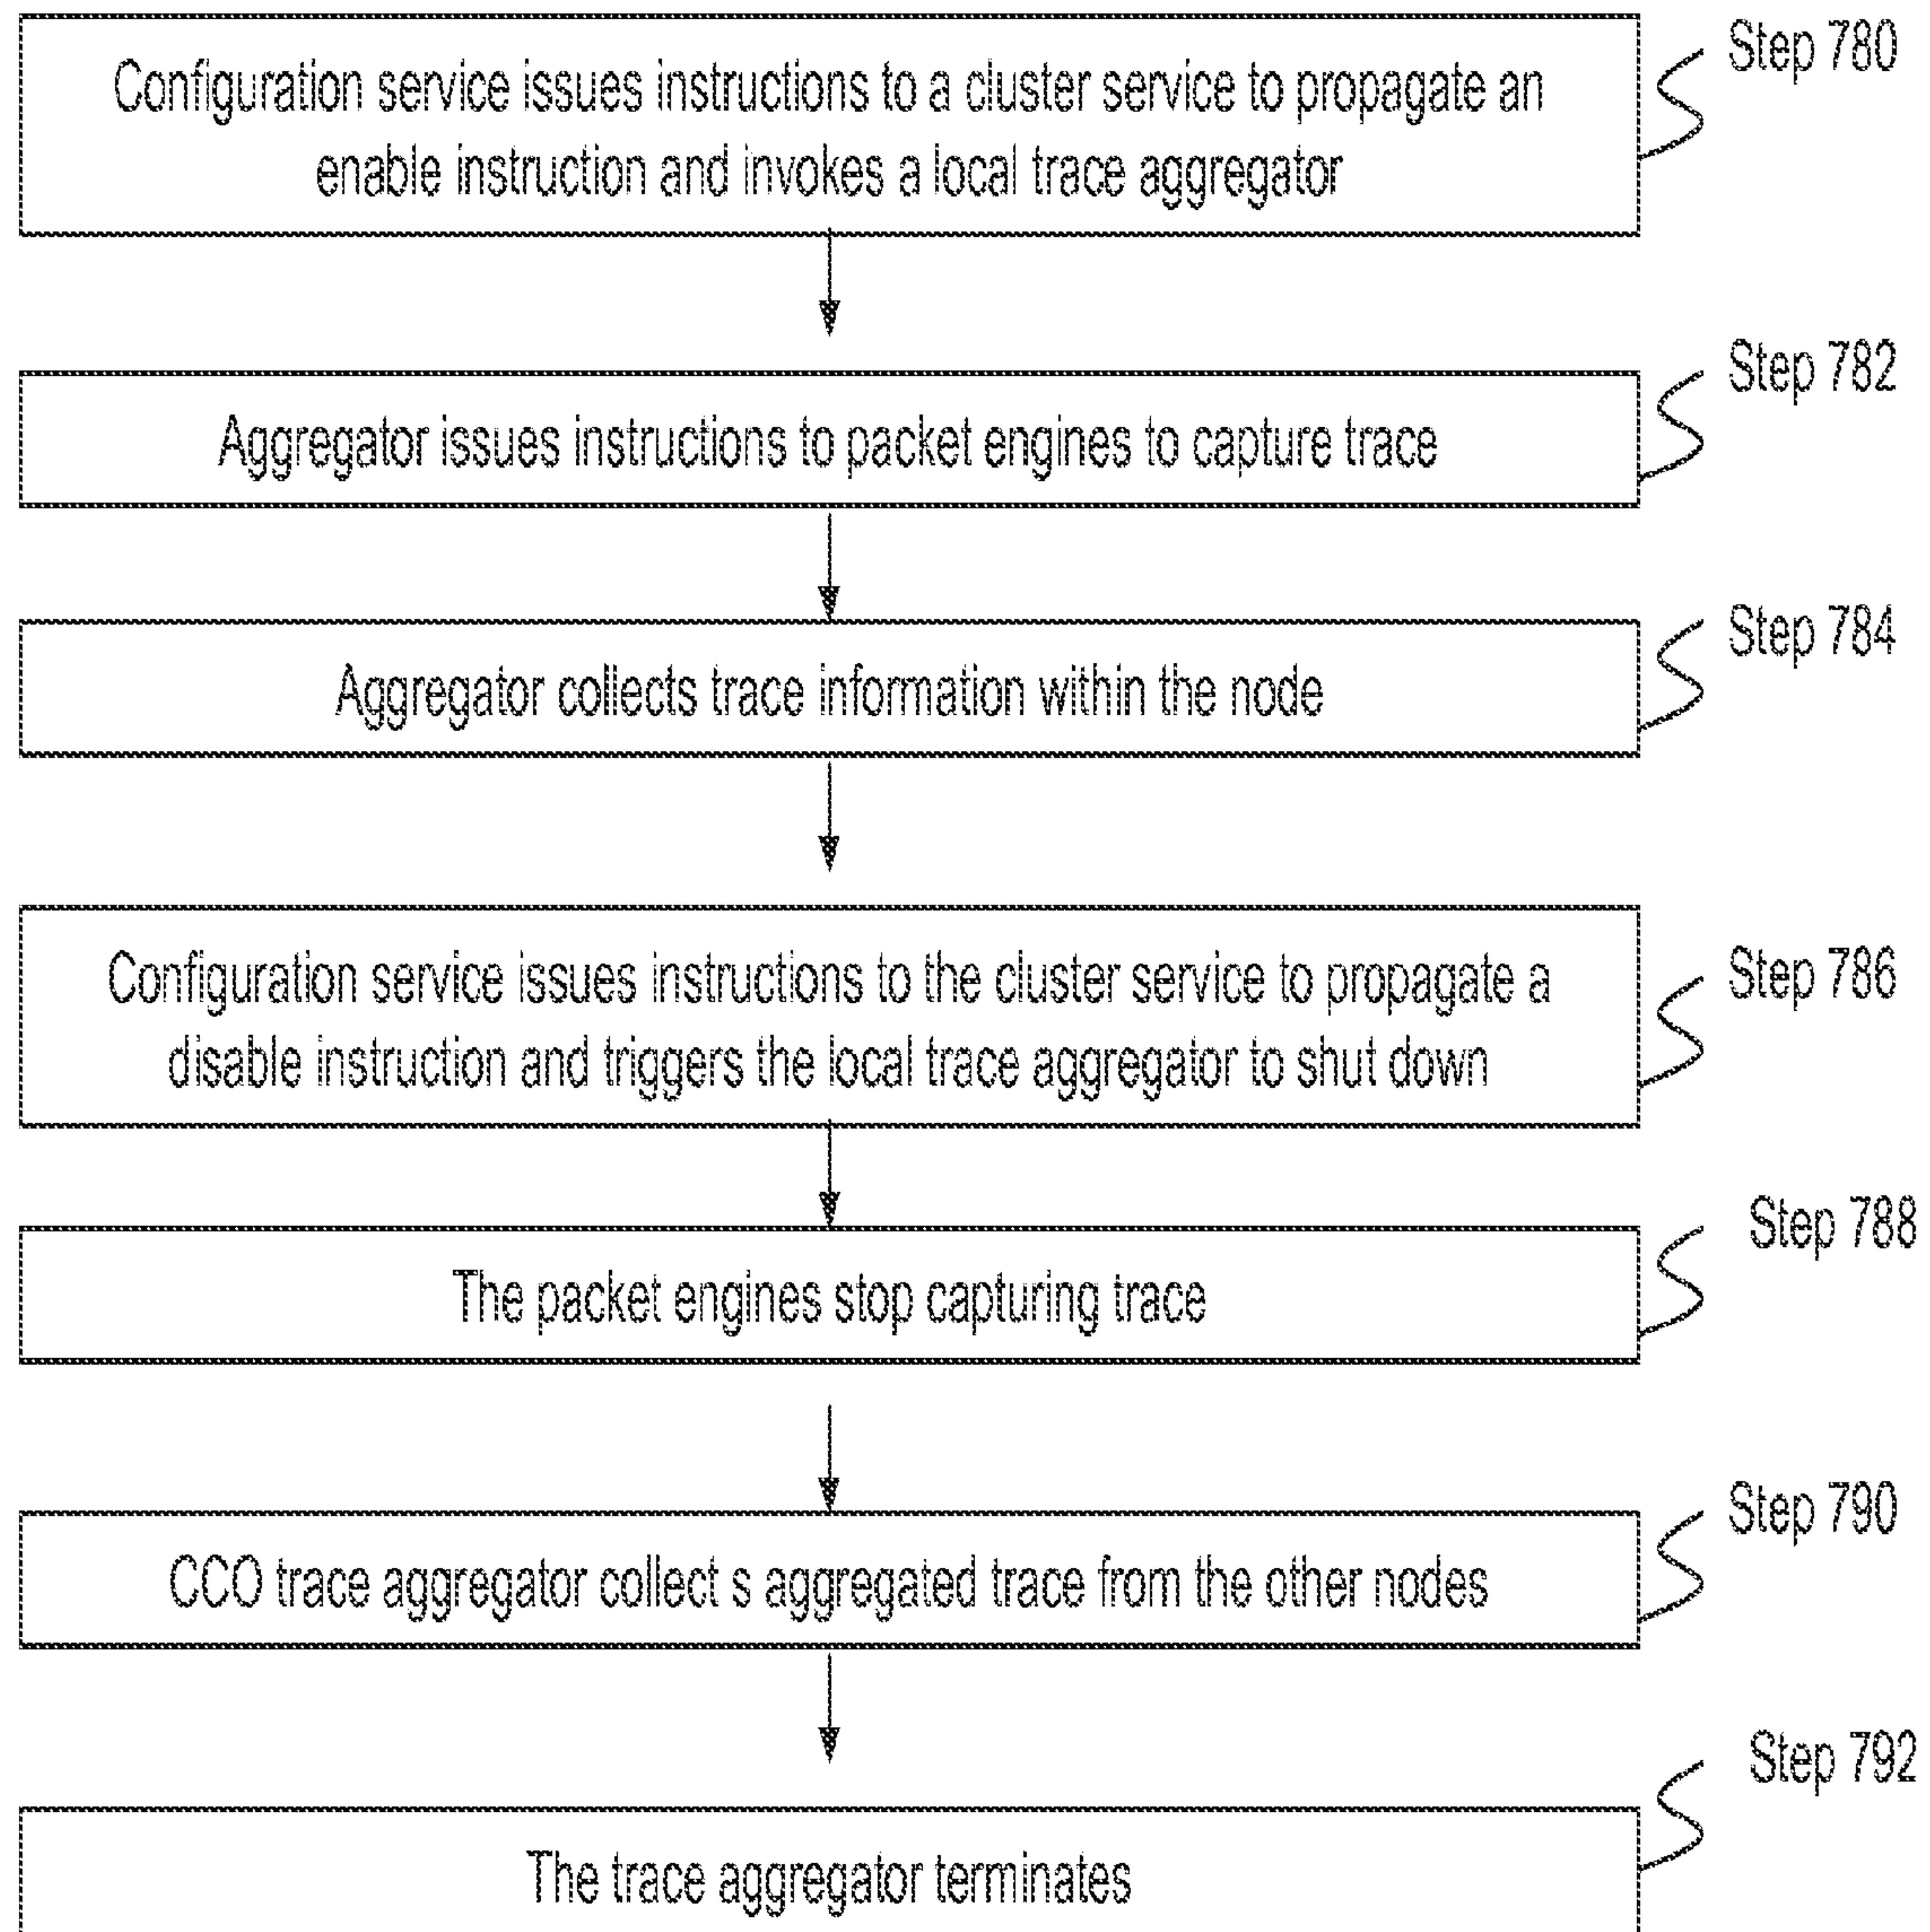 Step 780
Configuration service issues instructions to a cluster service to propagate an
enable instruction and invokes a local trace aggregator
Step 782
Aggregator issues instructions to packet engines to capture trace
Step 784
Aggregator collects trace information within the node
Step 786
Configuration service issues instructions to the cluster service to propagate a
disable instruction and triggers the local trace aggregator to shut down
Step 788
The packet engines stop capturing trace
Step 790
CCO trace aggregator collect s aggregated trace from the other nodes
Step 792
The trace aggregator terminates